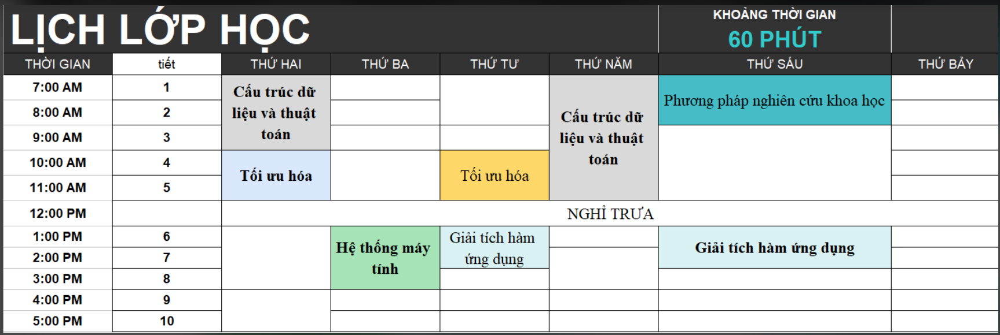 LỊCH LỚP HỌC
KHOẢNG THỜI GIAN
60 PHÚT
THỜI GIAN tiết THỨ HAI THỨ BA THỨ TƯ THỨ NĂM THỨ SÁU THỨ BẢY
7:00 AM 1
8:00 AM 2
9:00 AM 3
10:00 AM 4
11:00 AM 5
12:00 PM
1:00 PM 6
2:00 PM 7
3:00 PM 8
4:00 PM 9
5:00 PM 10
Cấu trúc dữ
liệu và thuật
toán
Tối ưu hóa
Tối ưu hóa
Cấu trúc dữ
liệu và thuật
toán
Phương pháp nghiên cứu khoa học
NGHỈ TRƯA
Hệ thống máy
tính
Giải tích hàm
ứng dụng
Giải tích hàm ứng dụng